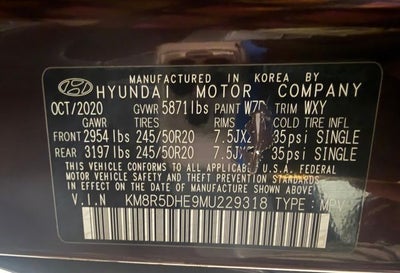 MANUFACTURED IN KOREA BY
HYUNDAI MOTOR COMPANY
OCT/2020 GVWR 5871lbs PAINT TRIM WXY
GAWR TIRES RIMS COLD TIRE INFL
FRONT 2954lbs 245/50R20 35psi SINGLE
REAR 3197lbs 245/50R20 35psi SINGLE
THIS VEHICLE CONFORMS TO ALL APPLICABLE U.S.A. FEDERAL
MOTOR VEHICLE SAFETY AND THEFT PREVENTION STANDARDS
IN EFFECT ON THE DATE OF MANUFACTURE SHOWN ABOVE.
V.I.N KM8R5DHE9MU229318 TYPE: MPV